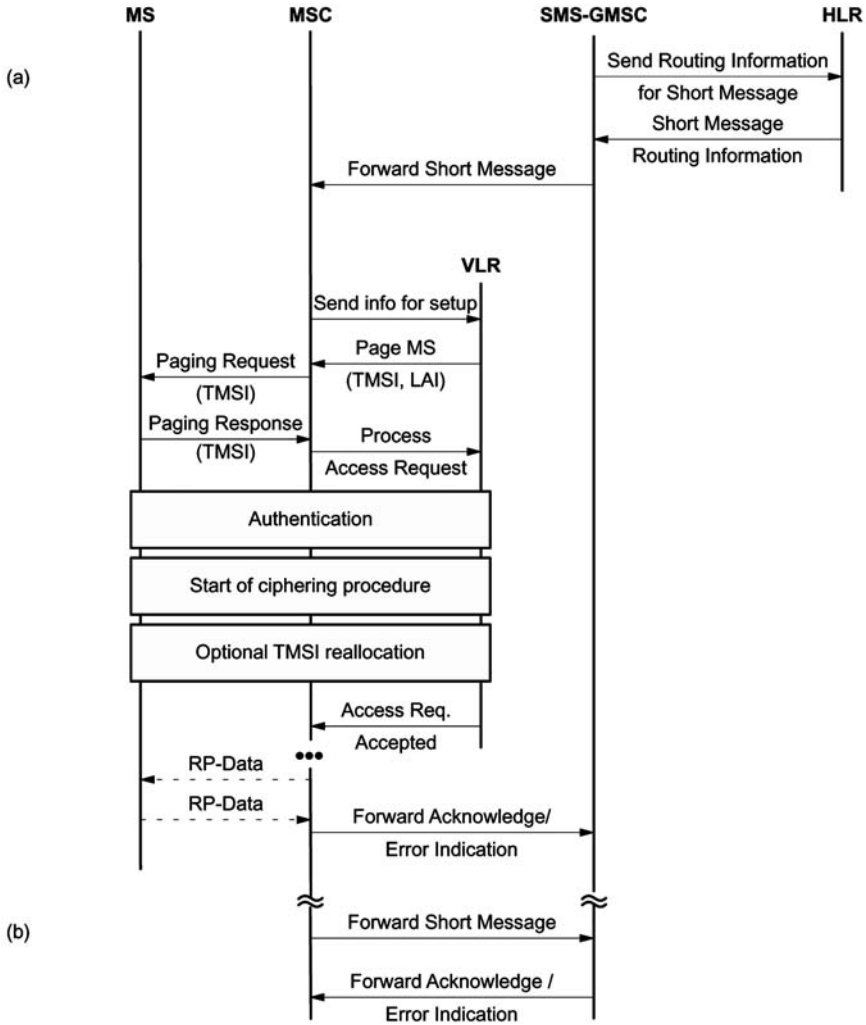 MS MSC SMS-GMSC HLR
(a)
Send Routing Information
for Short Message
Short Message
Routing Information
Forward Short Message
VLR
Send info for setup
Page MS
(TMSI, LAI)
Paging Request
(TMSI)
Paging Response
(TMSI)
Process
Access Request
Authentication
Start of ciphering procedure
Optional TMSI reallocation
Access Req.
Accepted
RP-Data
RP-Data
Forward Acknowledge/
Error Indication
(b)
Forward Short Message
Forward Acknowledge /
Error Indication